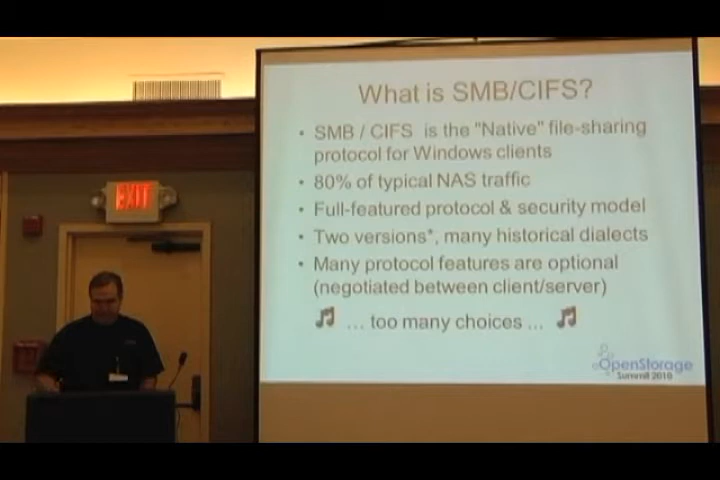 What is SMB/CIFS?
• SMB / CIFS is the "Native" file-sharing
protocol for Windows clients
• 80% of typical NAS traffic
• Full-featured protocol & security model
• Two versions*, many historical dialects
• Many protocol features are optional
(negotiated between client/server)
♫ ... too many choices ... ♫
OpenStorage
Summit 2010
EXIT